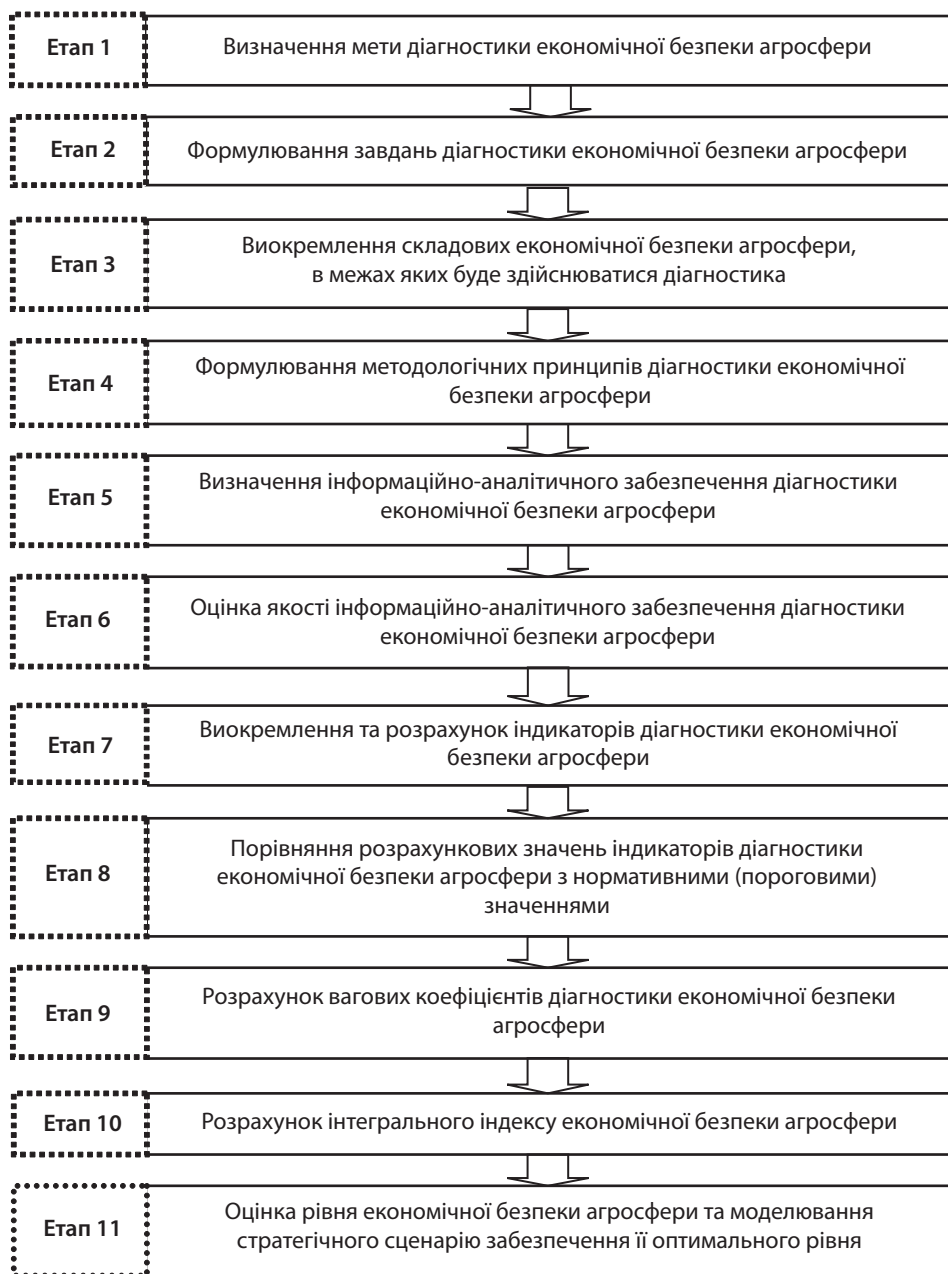 Етап 1
Визначення мети діагностики економічної безпеки агросфери
Етап 2
Формулювання завдань діагностики економічної безпеки агросфери
Етап 3
Виокремлення складових економічної безпеки агросфери,
в межах яких буде здійснюватися діагностика
Етап 4
Формулювання методологічних принципів діагностики економічної
безпеки агросфери
Етап 5
Визначення інформаційно-аналітичного забезпечення діагностики
економічної безпеки агросфери
Етап 6
Оцінка якості інформаційно-аналітичного забезпечення діагностики
економічної безпеки агросфери
Етап 7
Виокремлення та розрахунок індикаторів діагностики економічної
безпеки агросфери
Етап 8
Порівняння розрахункових значень індикаторів діагностики
економічної безпеки агросфери з нормативними (пороговими)
значеннями
Етап 9
Розрахунок вагових коефіцієнтів діагностики економічної безпеки
агросфери
Етап 10
Розрахунок інтегрального індексу економічної безпеки агросфери
Етап 11
Оцінка рівня економічної безпеки агросфери та моделювання
стратегічного сценарію забезпечення її оптимального рівня